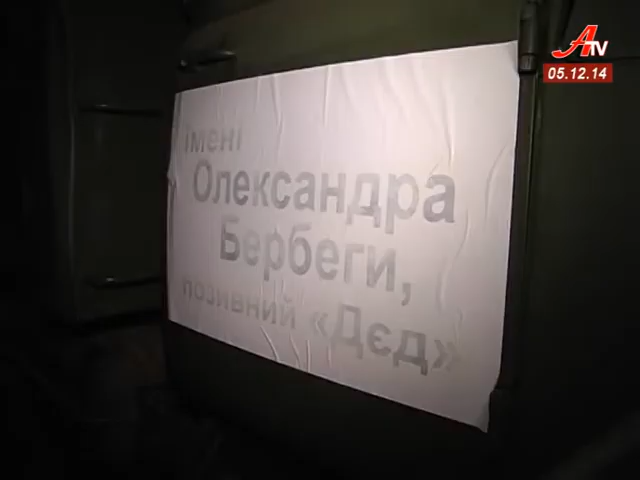 ATV
05.12.14
імені
Олександра
Бербеги,
позивний «Дєд»